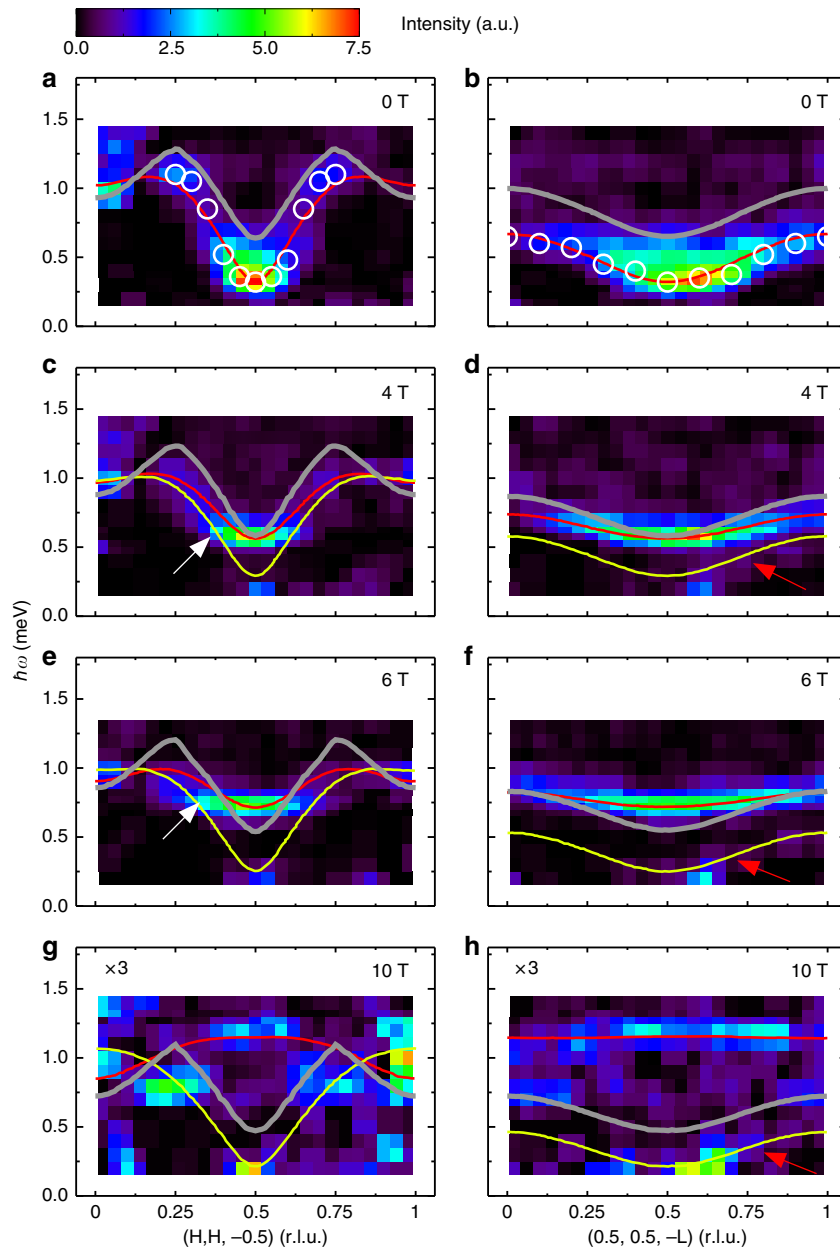 Intensity (a.u.)
0.0 2.5 5.0 7.5
a b
0 T 0 T
1.5
1.0
0.5
0.0
c d
4 T 4 T
1.5
1.0
0.5
0.0
ħω (meV)
e f
6 T 6 T
1.5
1.0
0.5
0.0
g h
×3 10 T ×3 10 T
1.5
1.0
0.5
0.0
0 0.25 0.5 0.75 1 0 0.25 0.5 0.75 1
(H,H, –0.5) (r.l.u.) (0.5, 0.5, –L) (r.l.u.)